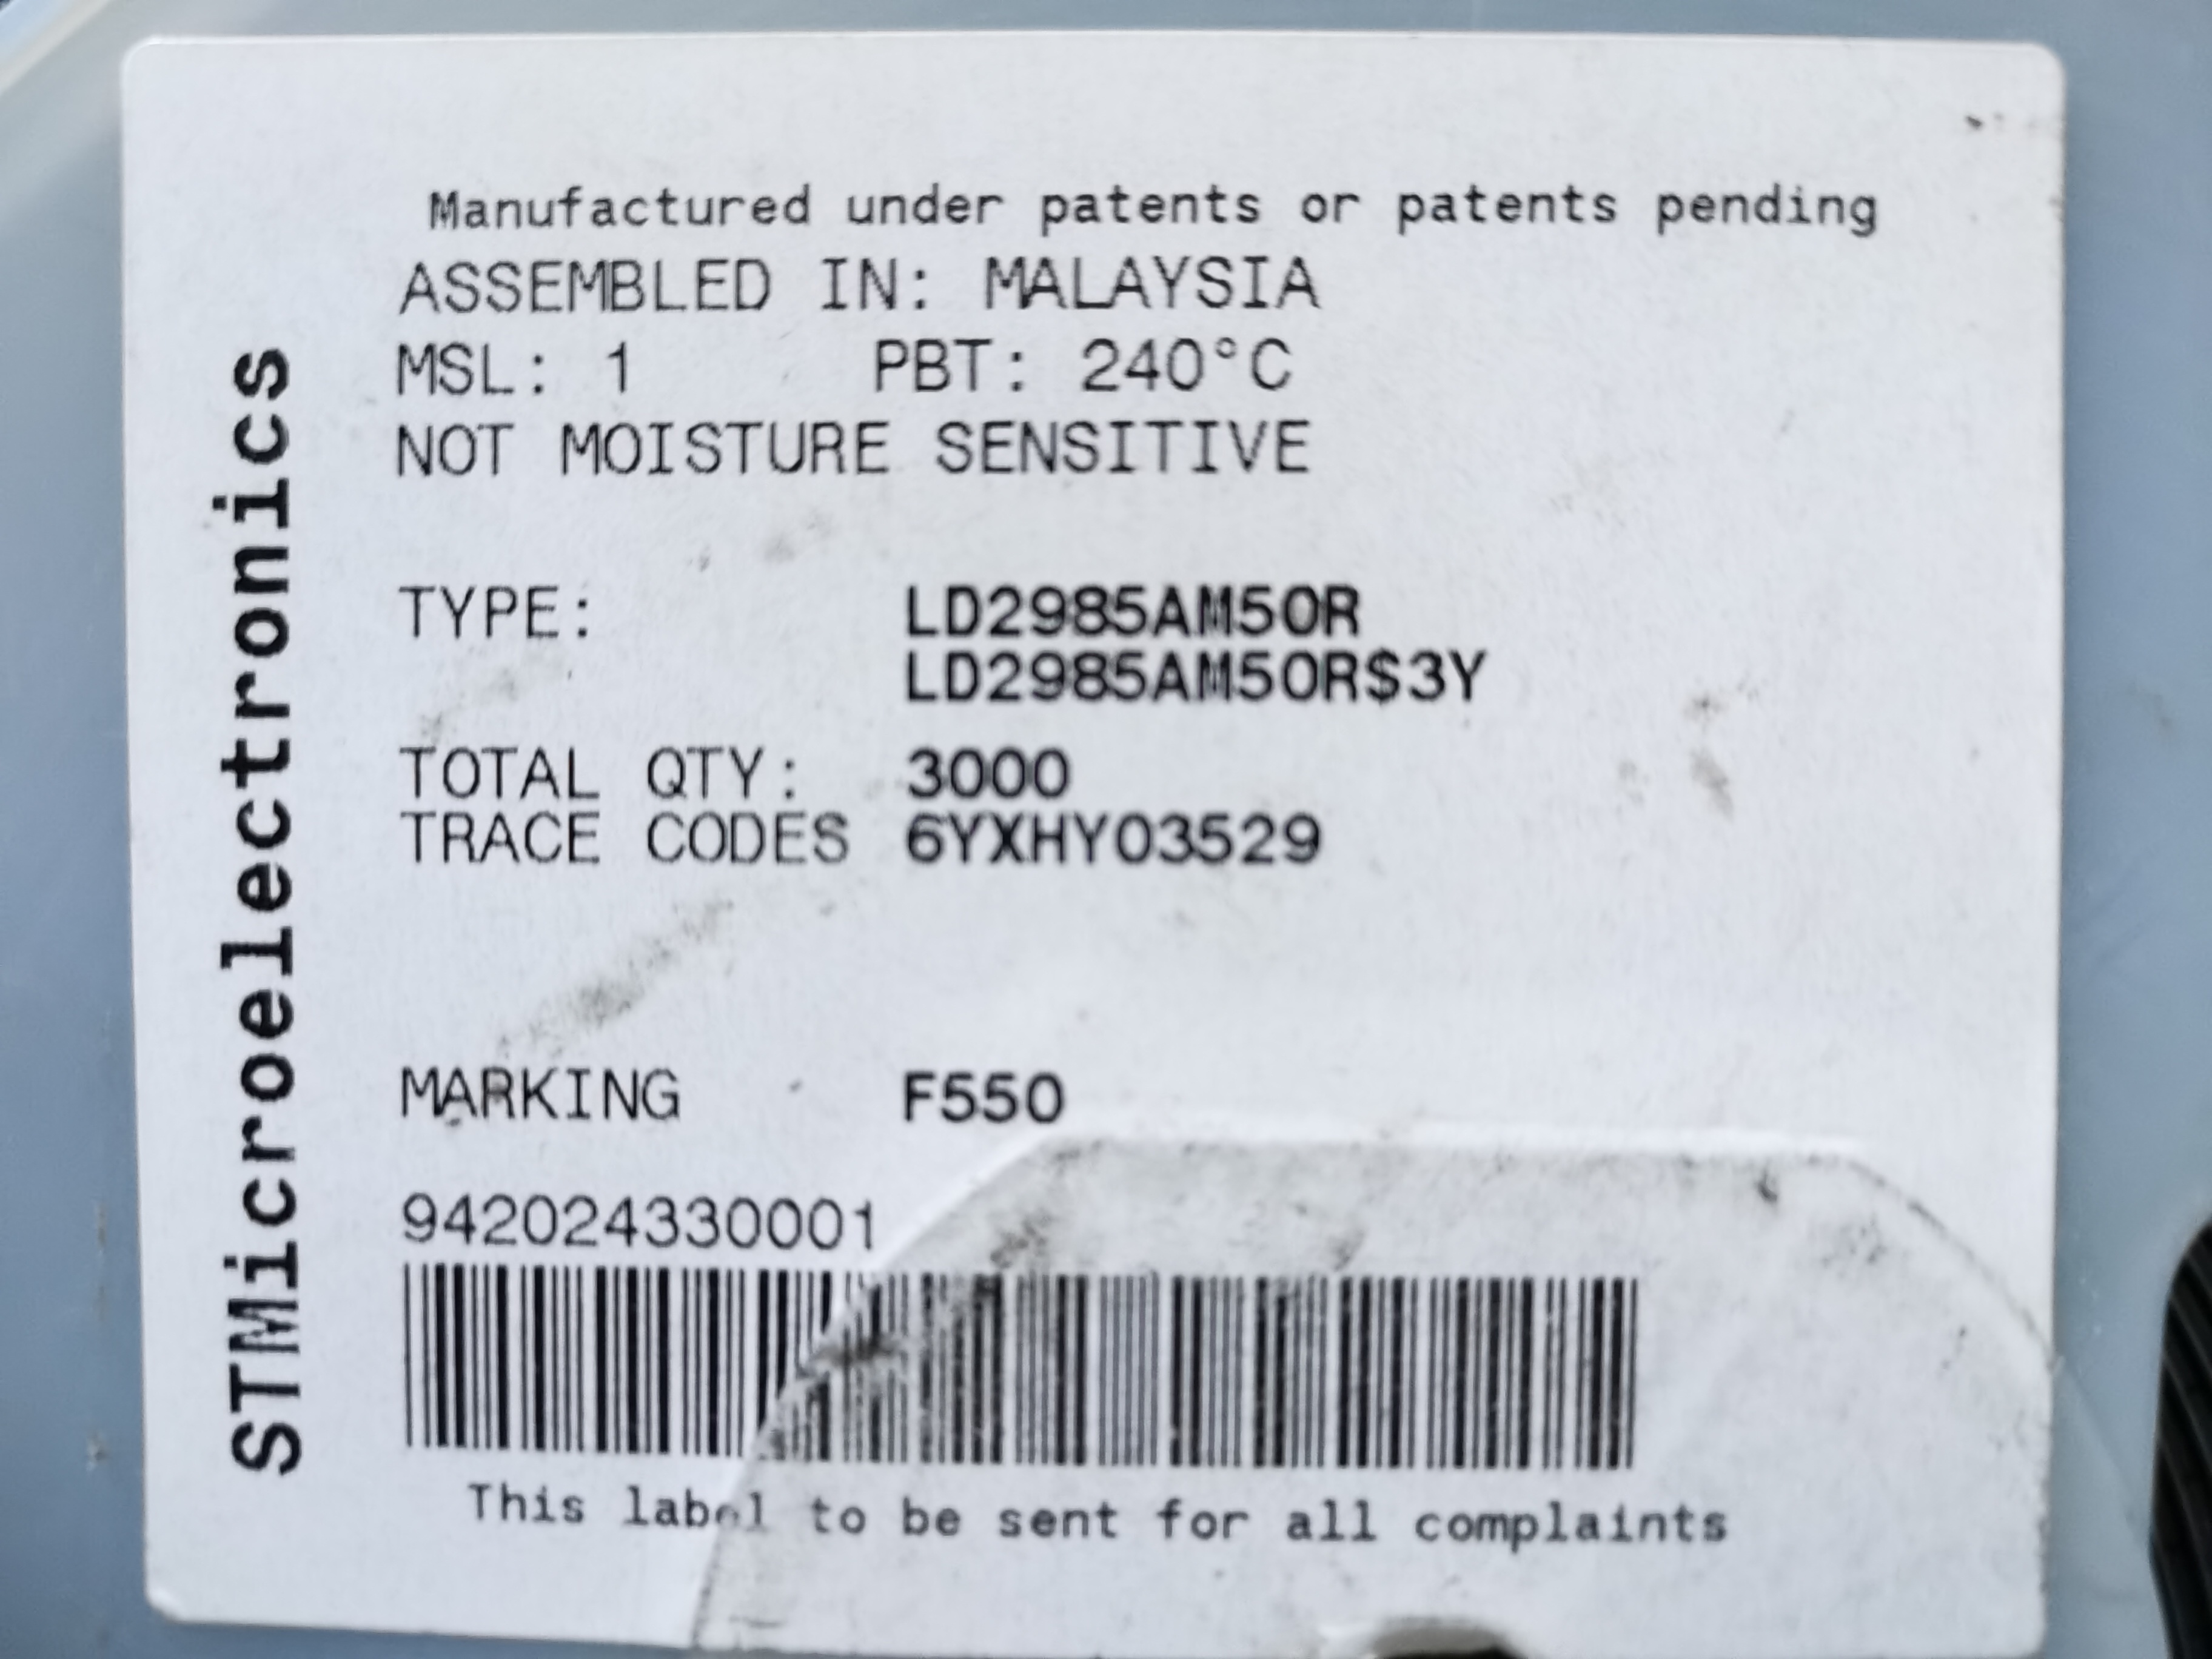 STMicroelectronics
Manufactured under patents or patents pending
ASSEMBLED IN: MALAYSIA
MSL: 1 PBT: 240°C
NOT MOISTURE SENSITIVE
TYPE: LD2985AM50R
LD2985AM50R$3Y
TOTAL QTY: 3000
TRACE CODES 6YXHY03529
MARKING F550
942024330001
This label to be sent for all complaints